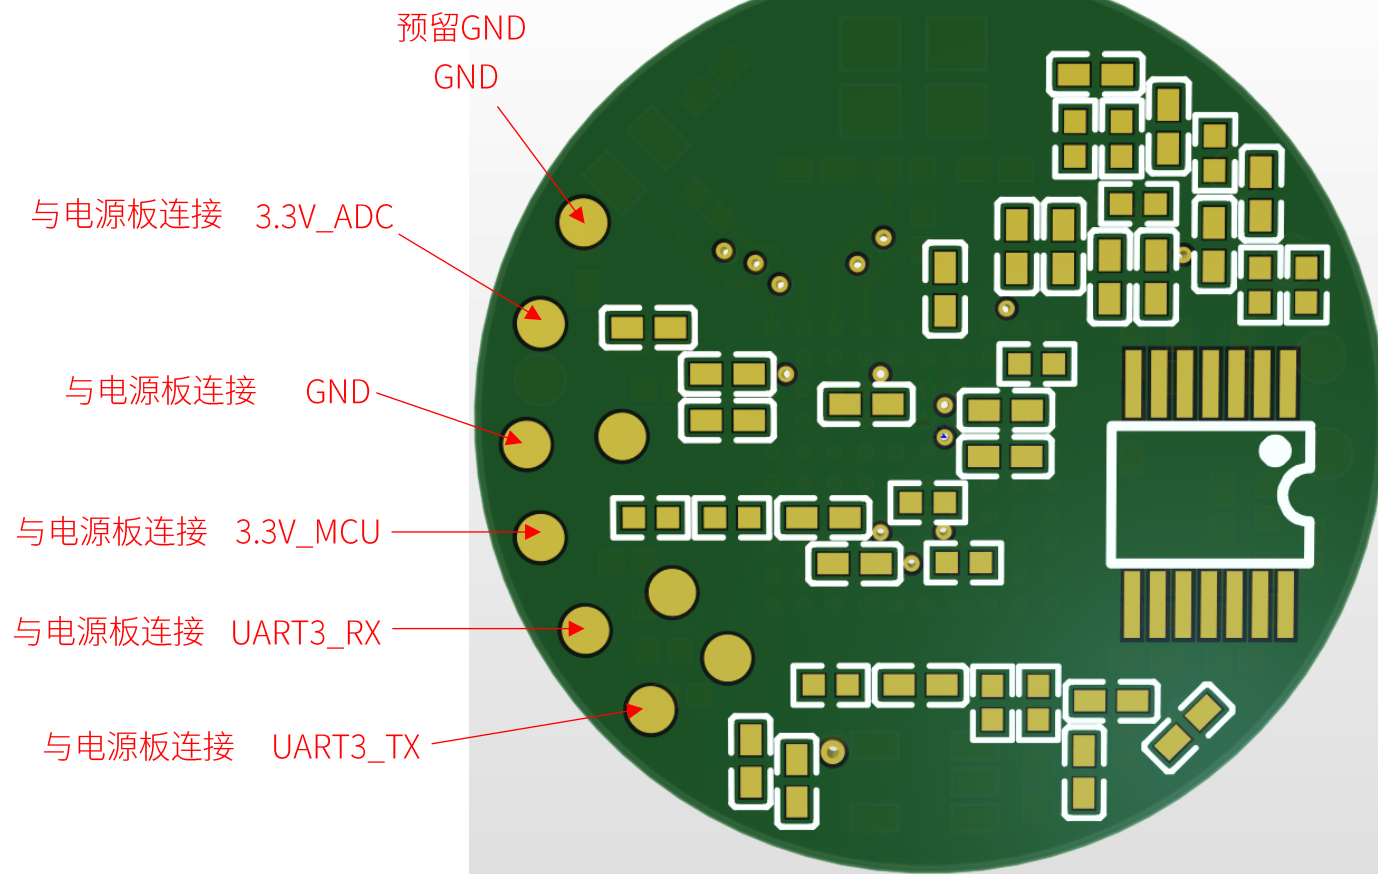 预留GND
GND
与电源板连接 3.3V_ADC
与电源板连接 GND
与电源板连接 3.3V_MCU
与电源板连接 UART3_RX
与电源板连接 UART3_TX